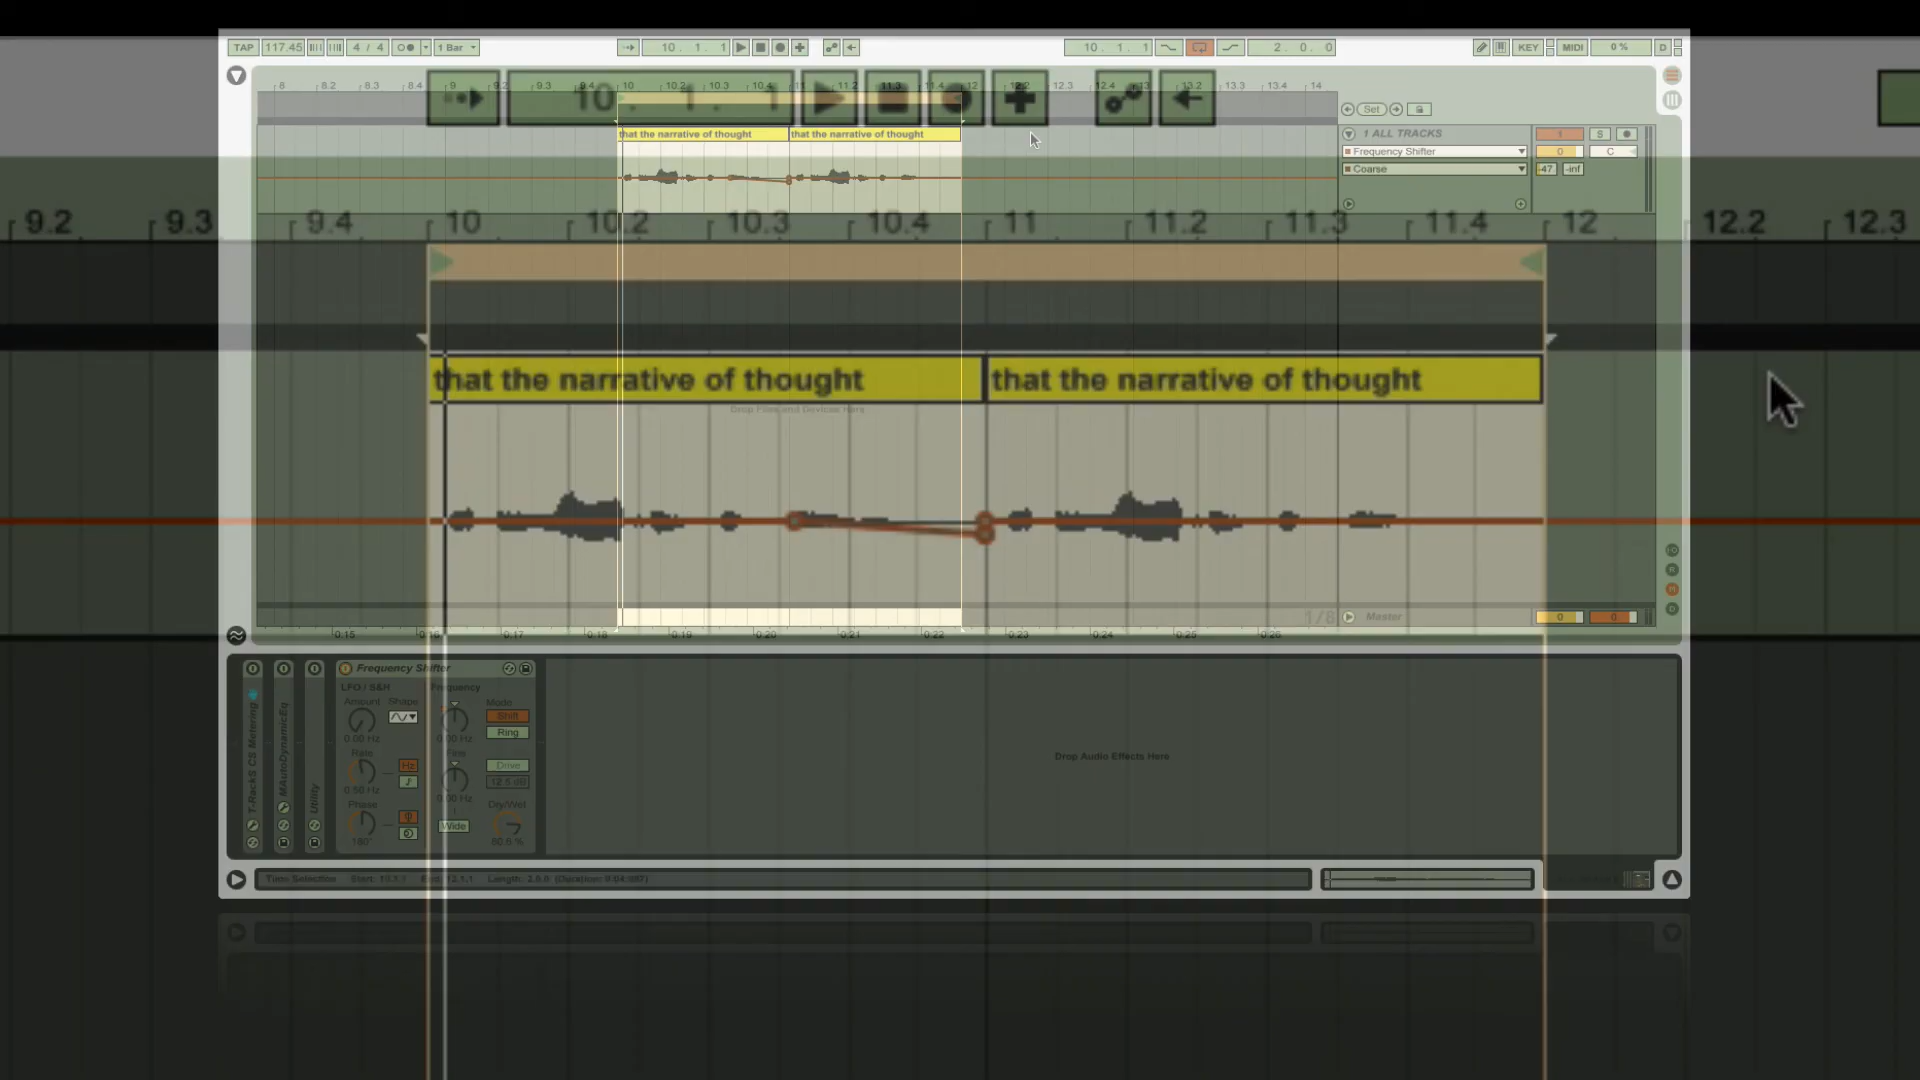 TAP 117.45 4 / 4 1 Bar 10 . 1 . 1 10 . 1 . 1 2 . 0 . 0 KEY MIDI 0 % D
8 8.2 8.3 8.4 9 9.2 9.3 9.4 10 10.2 10.3 10.4 11 11.2 11.3 11.4 12.2 12.3 12.4 13 13.2 13.3 13.4 14
10. 1. 1
Set
that the narrative of thought that the narrative of thought
1 ALL TRACKS 1 S
Frequency Shifter 0 C
Coarse -47 -inf
9.2 9.3 9.4 10 10.2 10.3 10.4 11 11.2 11.3 11.4 12 12.2 12.3
that the narrative of thought that the narrative of thought
Drop Files and Devices Here
1/8 Master 0 0
0:15 0:16 0:17 0:18 0:19 0:20 0:21 0:22 0:23 0:24 0:25 0:26
Frequency Shifter
LFO / S&H Frequency
Amount Shape Mode
Shift
0.00 Hz 0.00 Hz Ring
Rate Fine
Hz Drive
0.50 Hz 0.00 Hz
Phase Dry/Wet
Wide
180°
T-RackS CS Metering
MAutoDynamicEq
Utility
Drop Audio Effects Here
Time Selection Start: End: 12.1.1 Length: 2.0.0